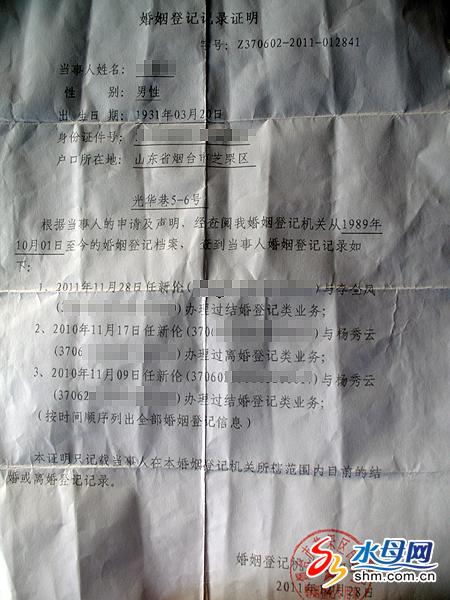 婚姻登记记录证明
字号: Z370602-2011-012841
当事人姓名:
性 别: 男性
出 生 日 期: 1931年03月20日
身份证件号:
户口所在地: 山东省烟台市芝罘区
光华巷5-6号
根据当事人的申请及声明, 经查阅我婚姻登记机关从1989年
10月01日至今的婚姻登记档案, 查到当事人婚姻登记记录如
下:
1、2011年11月28日任新伦( )与李全凤
( )办理过结婚登记类业务;
2、2010年11月17日任新伦(370 )与杨秀云
(3706 )办理过离婚登记类业务;
3、2010年11月09日任新伦(37060 )与杨秀云
(37062 )办理过结婚登记类业务;
(按时间顺序列出全部婚姻登记信息)
本证明只记载当事人在本婚姻登记机关所辖范围内目前的结
婚或离婚登记记录。
婚姻登记
2011年 28日
水母网
shm.com.cn